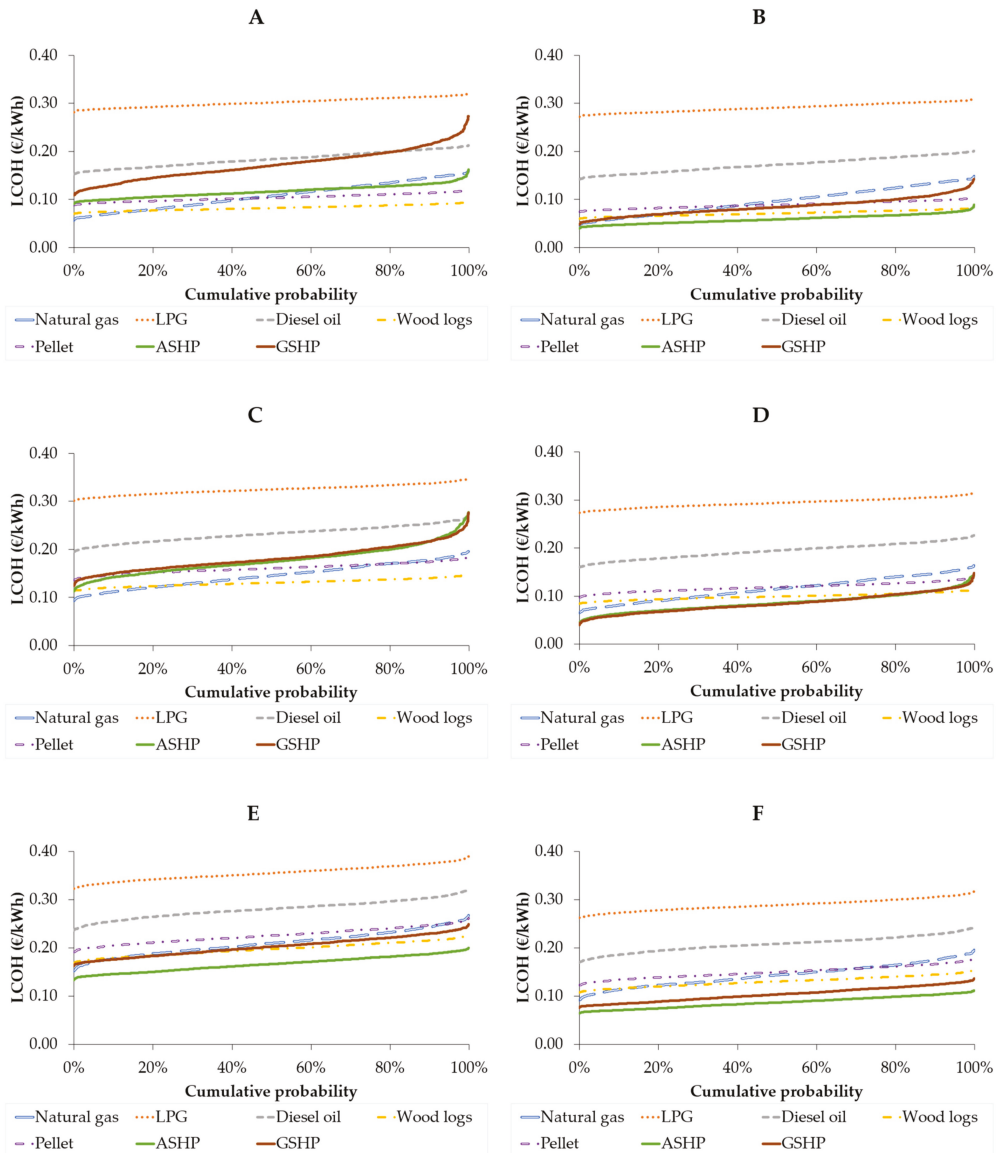 A
LCOH (€/kWh)
0.40
0.30
0.20
0.10
0.00
0% 20% 40% 60% 80% 100%
Cumulative probability
Natural gas LPG Diesel oil Wood logs
Pellet ASHP GSHP
B
LCOH (€/kWh)
0.40
0.30
0.20
0.10
0.00
0% 20% 40% 60% 80% 100%
Cumulative probability
Natural gas LPG Diesel oil Wood logs
Pellet ASHP GSHP
C
LCOH (€/kWh)
0.40
0.30
0.20
0.10
0.00
0% 20% 40% 60% 80% 100%
Cumulative probability
Natural gas LPG Diesel oil Wood logs
Pellet ASHP GSHP
D
LCOH (€/kWh)
0.40
0.30
0.20
0.10
0.00
0% 20% 40% 60% 80% 100%
Cumulative probability
Natural gas LPG Diesel oil Wood logs
Pellet ASHP GSHP
E
LCOH (€/kWh)
0.40
0.30
0.20
0.10
0.00
0% 20% 40% 60% 80% 100%
Cumulative probability
Natural gas LPG Diesel oil Wood logs
Pellet ASHP GSHP
F
LCOH (€/kWh)
0.40
0.30
0.20
0.10
0.00
0% 20% 40% 60% 80% 100%
Cumulative probability
Natural gas LPG Diesel oil Wood logs
Pellet ASHP GSHP